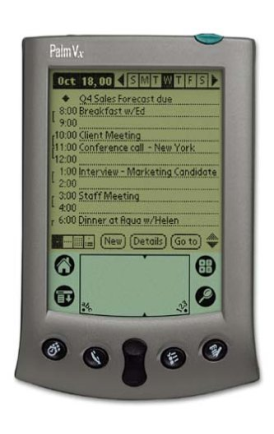 Palm Vx
Oct 18, 00 S M T W T F S
Q4 Sales Forecast due
8:00 Breakfast w/Ed
9:00
10:00 Client Meeting
11:00 Conference call - New York
12:00
1:00 Interview - Marketing Candidate
2:00
3:00 Staff Meeting
4:00
6:00 Dinner at Aqua w/Helen
New Details Go to